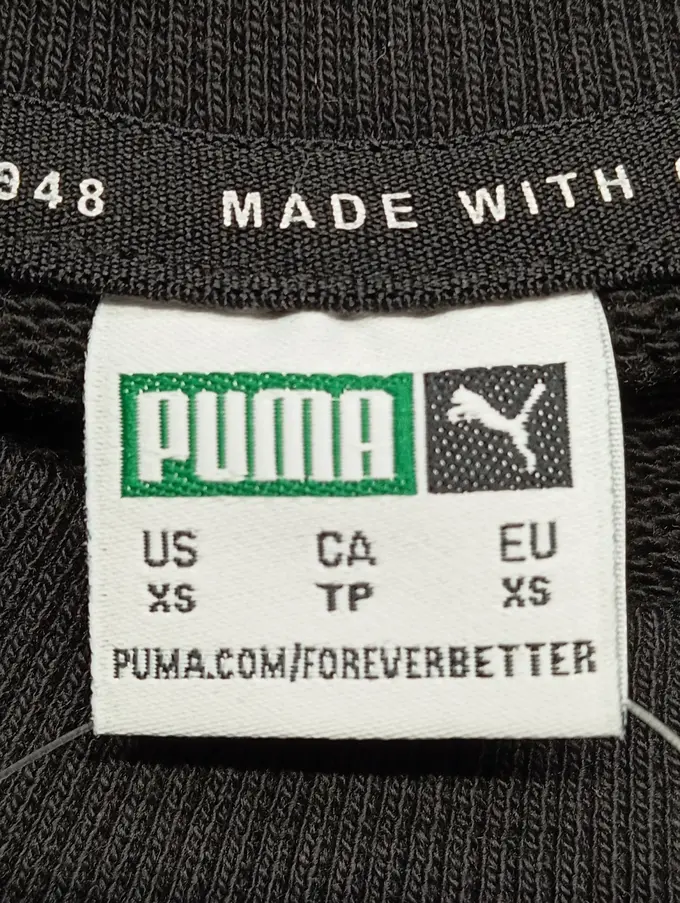 948 MADE WITH
PUMA
US CA EU
XS TP XS
PUMA.COM/FOREVERBETTER